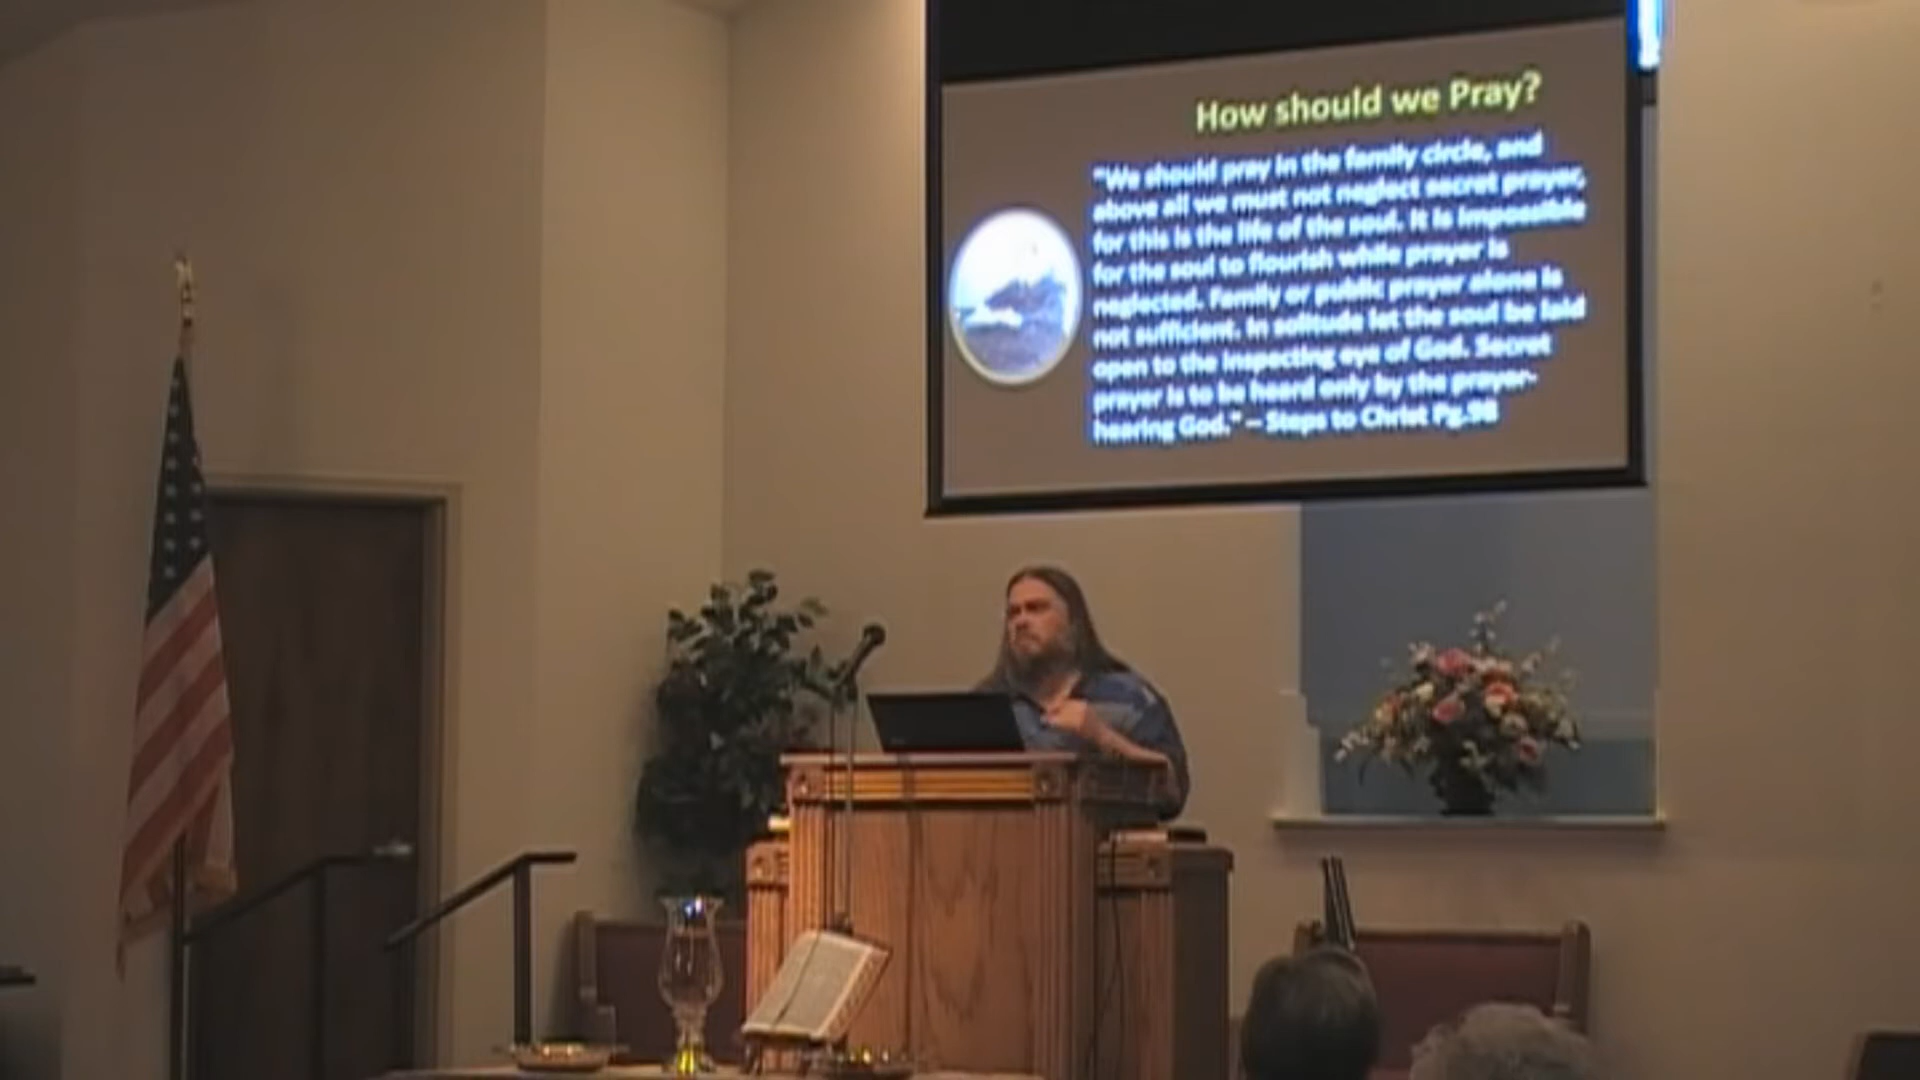 How should we Pray?
"We should pray in the family circle, and
above all we must not neglect secret prayer,
for this is the life of the soul. It is impossible
for the soul to flourish while prayer is
neglected. Family or public prayer alone is
not sufficient. In solitude let the soul be laid
open to the inspecting eye of God. Secret
prayer is to be heard only by the prayer-
hearing God." – Steps to Christ Pg.98